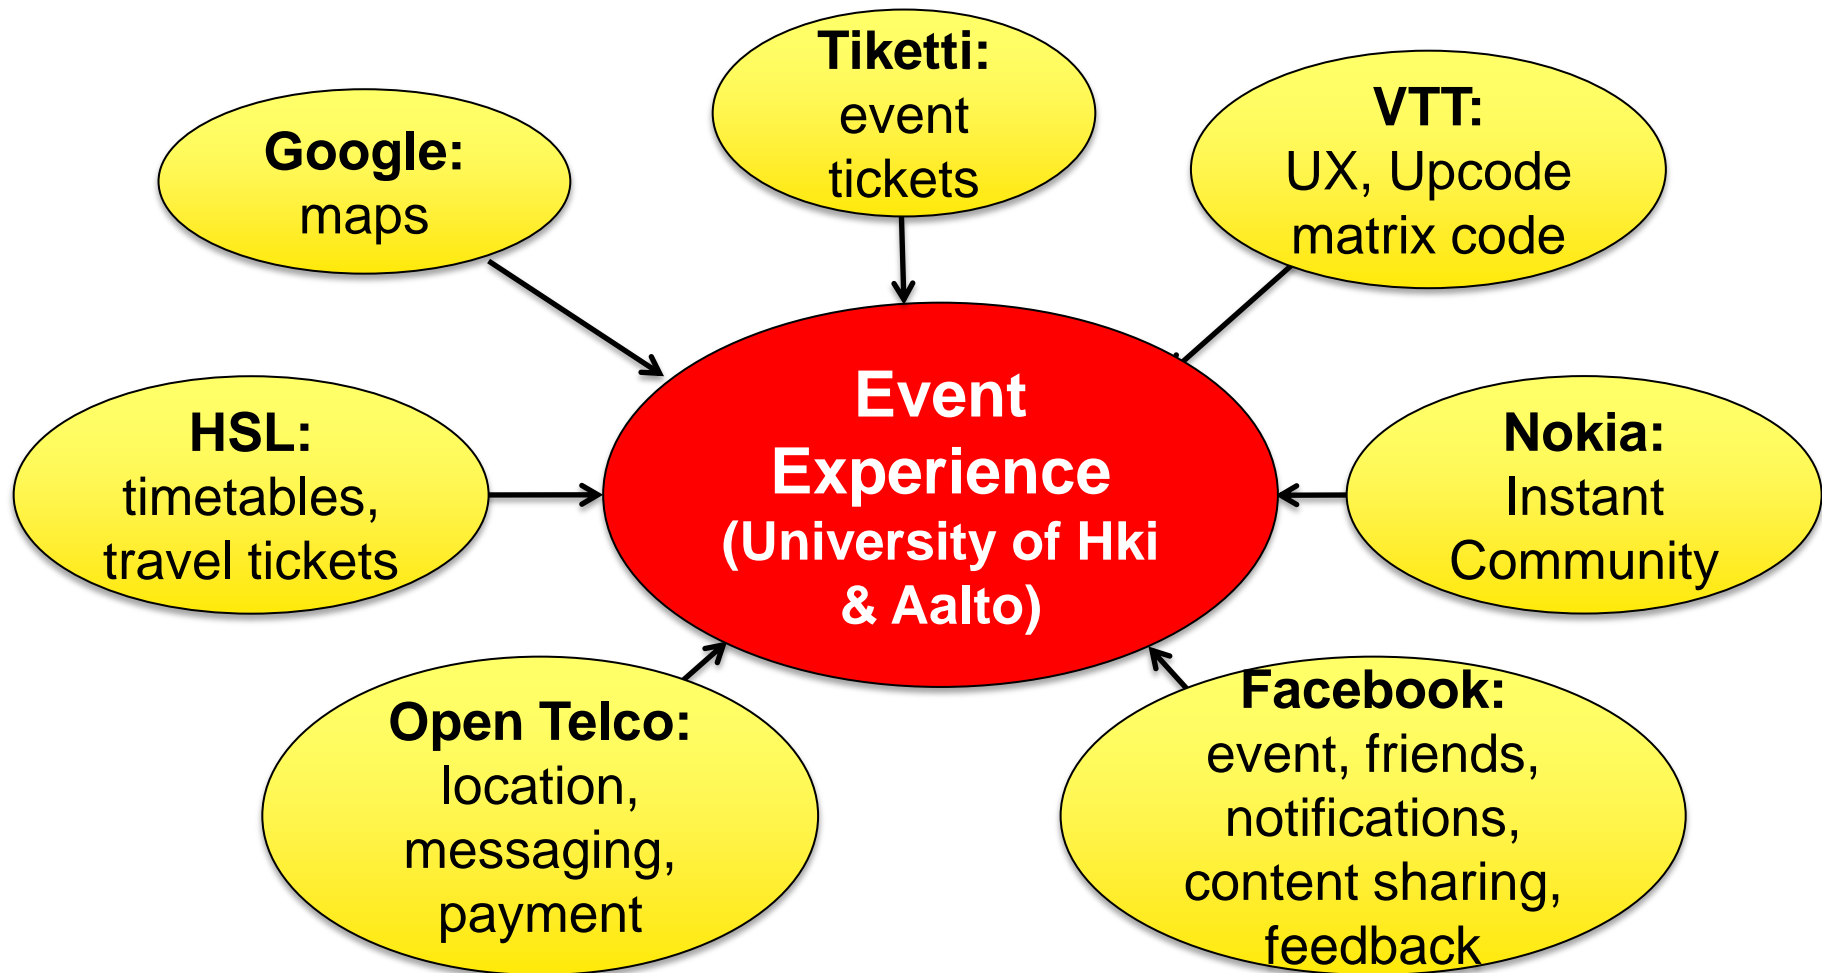 Tiketti:
event
tickets
Google:
maps
VTT:
UX, Upcode
matrix code
HSL:
timetables,
travel tickets
Event
Experience
(University of Hki
& Aalto)
Nokia:
Instant
Community
Open Telco:
location,
messaging,
payment
Facebook:
event, friends,
notifications,
content sharing,
feedback